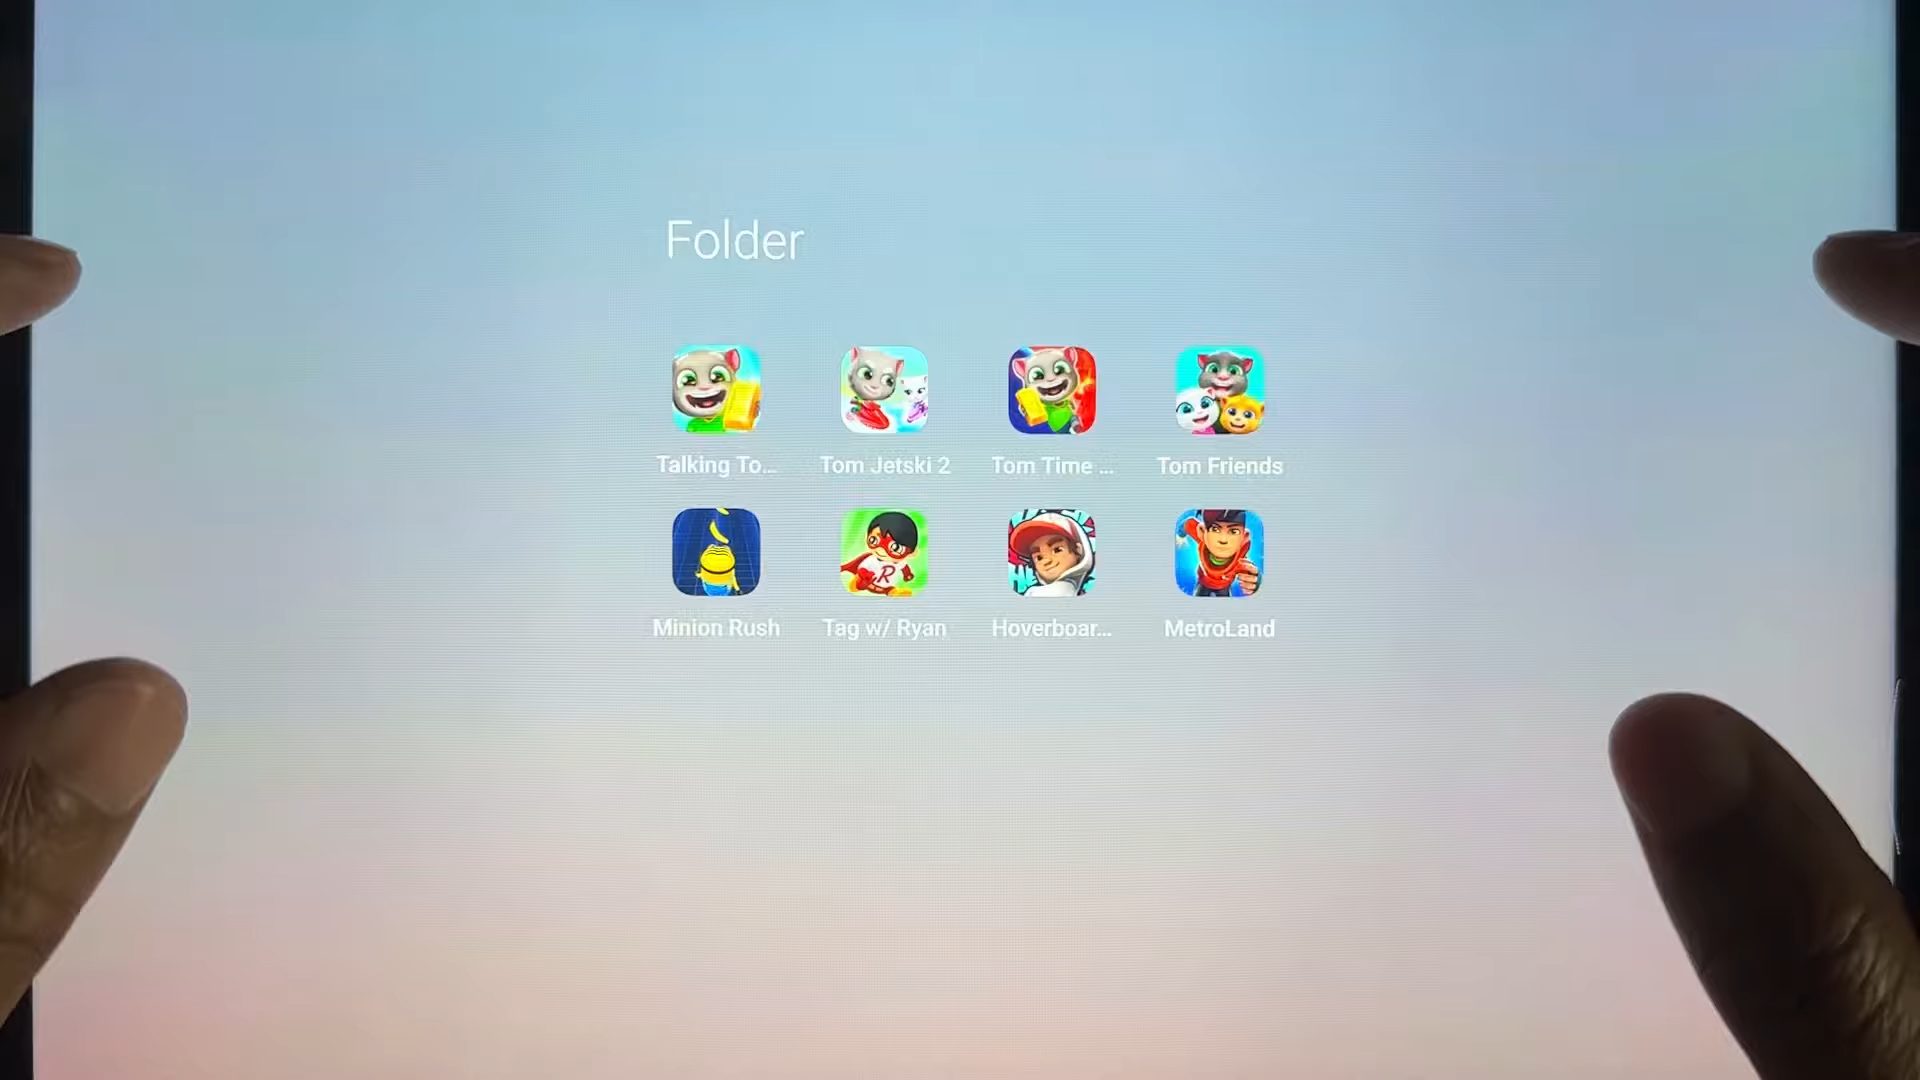 Folder
Talking To...
Tom Jetski 2
Tom Time ...
Tom Friends
R
Minion Rush
Tag w/ Ryan
Hoverboar...
MetroLand